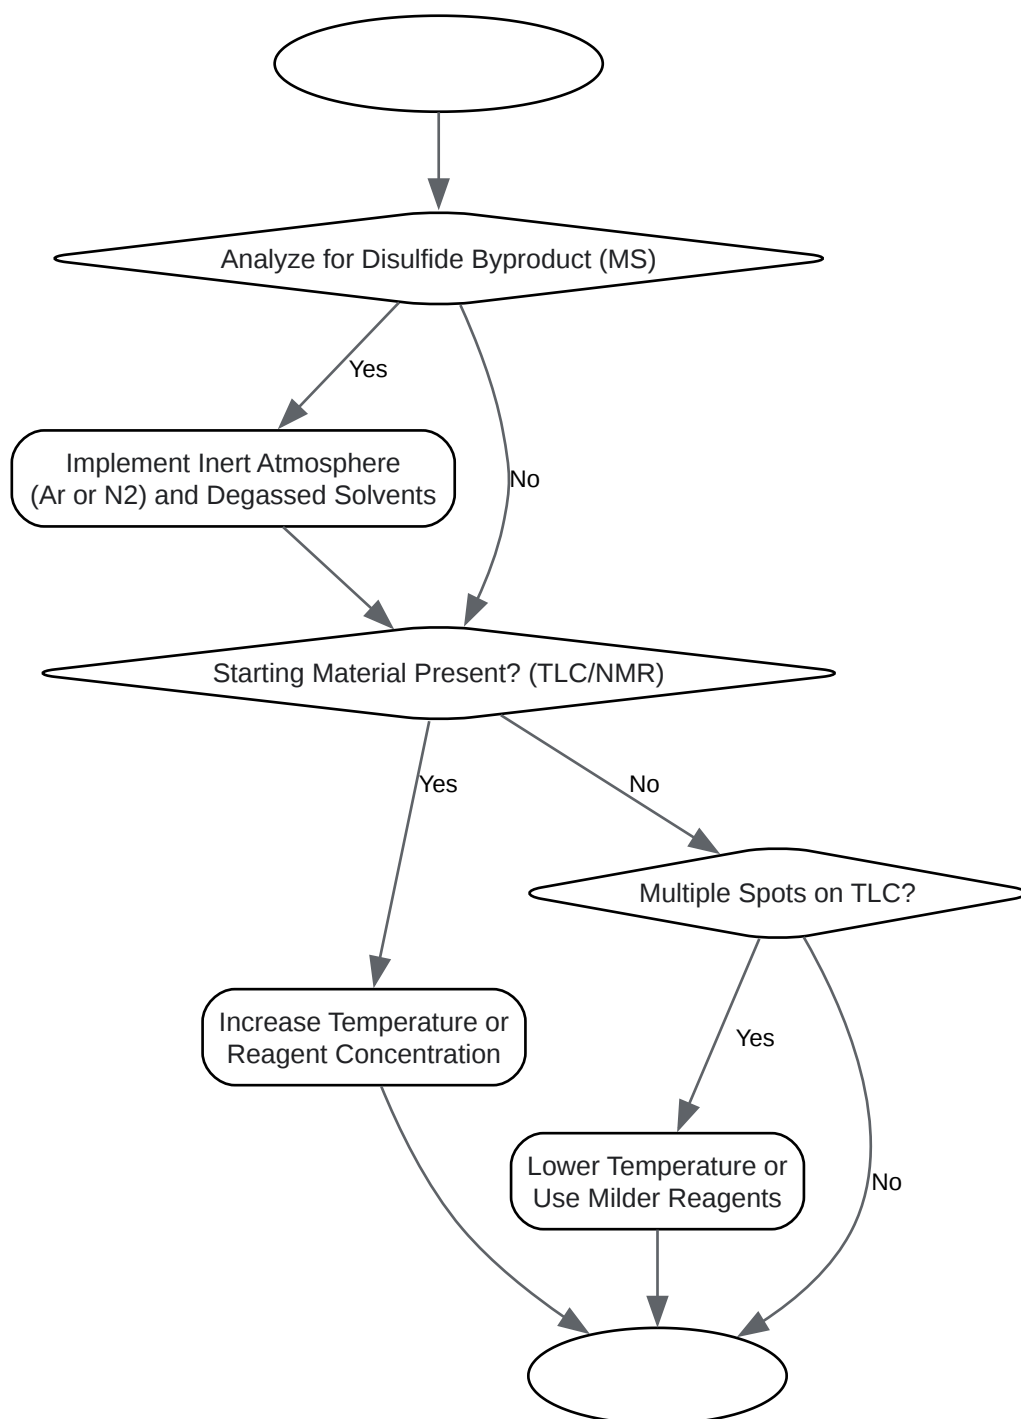 Analyze for Disulfide Byproduct (MS)
Yes
Implement Inert Atmosphere
(Ar or N2) and Degassed Solvents
No
Starting Material Present? (TLC/NMR)
Yes
No
Multiple Spots on TLC?
Increase Temperature or
Reagent Concentration
Yes
Lower Temperature or
Use Milder Reagents
No